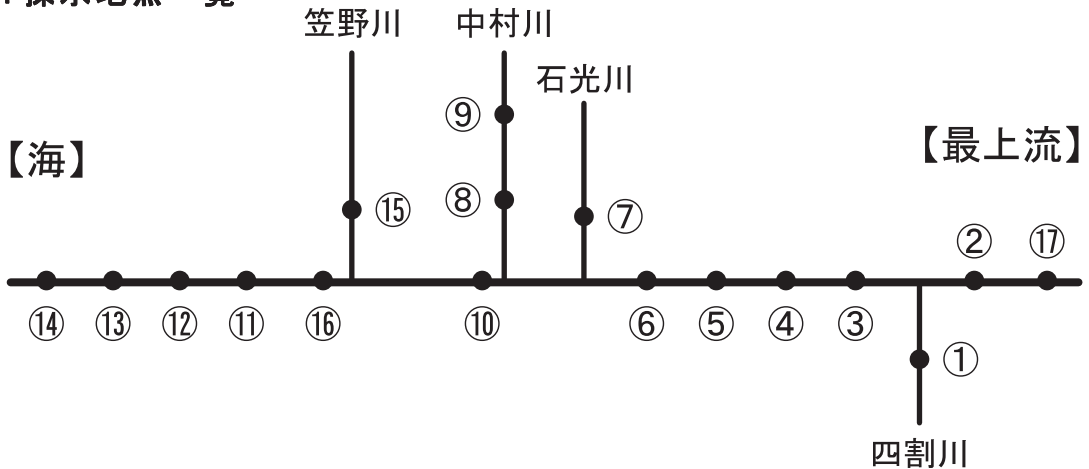 笠野川
中村川
石光川
⑨
【海】
【最上流】
⑧
⑮
⑦
②
⑰
⑭
⑬
⑫
⑪
⑯
⑩
⑥
⑤
④
③
①
四割川